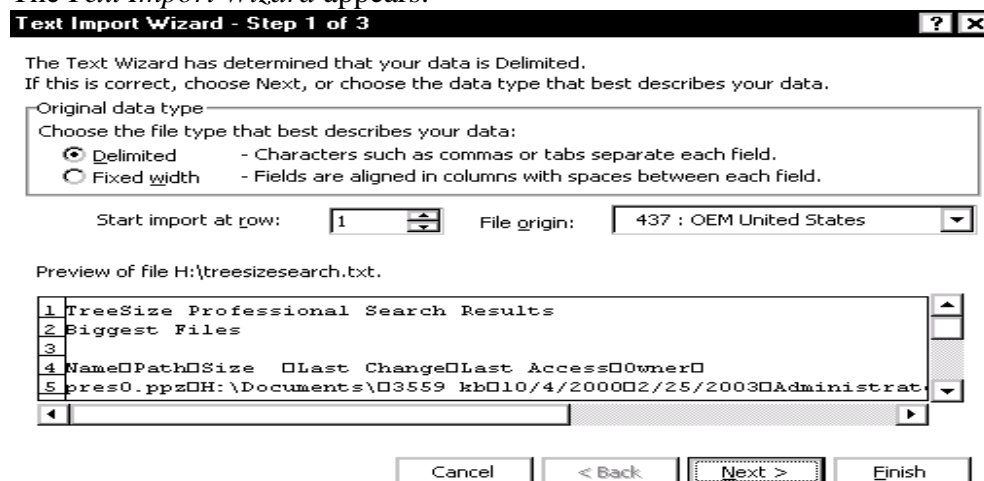 The Text Import Wizard appears.
Text Import Wizard - Step 1 of 3
The Text Wizard has determined that your data is Delimited.
If this is correct, choose Next, or choose the data type that best describes your data.
Original data type
Choose the file type that best describes your data:
Delimited - Characters such as commas or tabs separate each field.
Fixed width - Fields are aligned in columns with spaces between each field.
Start import at row: 1 File origin: 437 : OEM United States
Preview of file H:\treesizesearch.txt.
1 TreeSize Professional Search Results
2 Biggest Files
3
4 Name□Path□Size □Last Change□Last Access□Owner□
5 pres0.ppz□H:\Documents\□3559 kb□10/4/2000□2/25/2003□Administrat
Cancel < Back Next > Finish